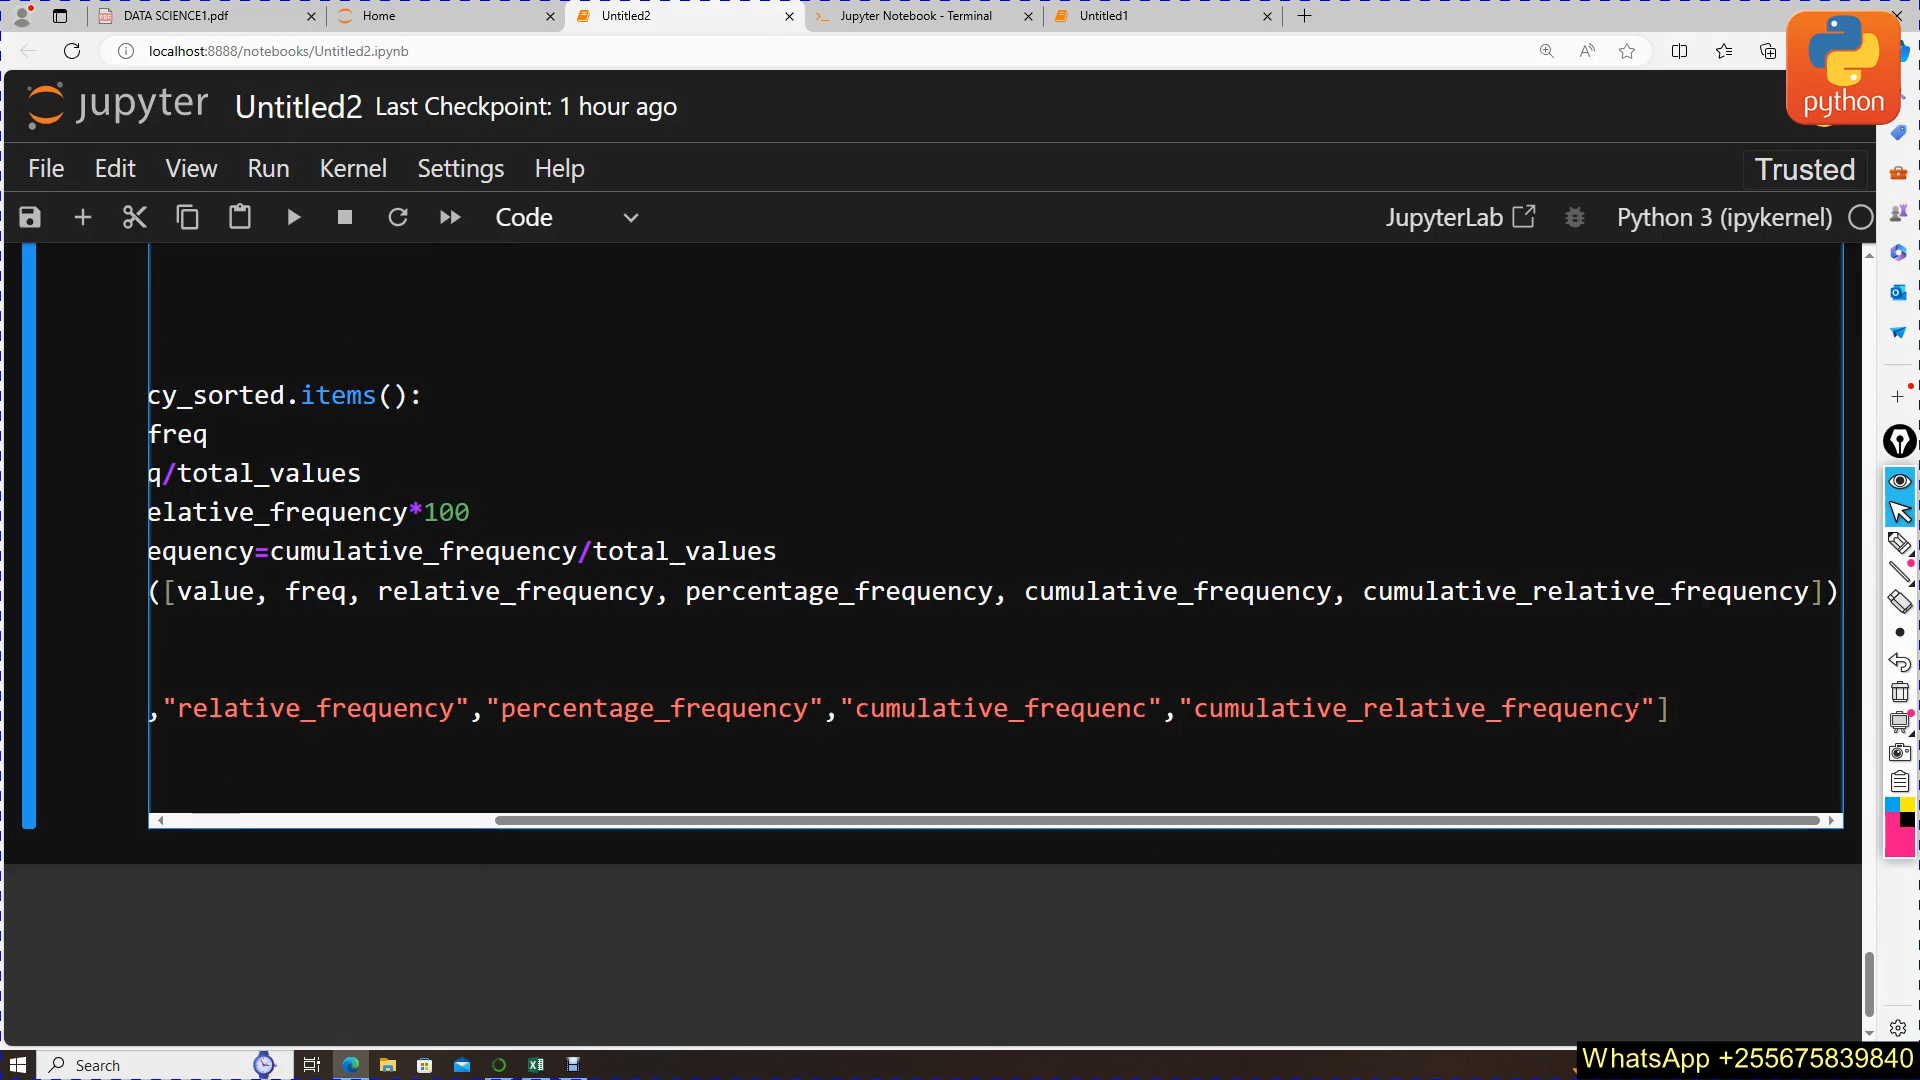 DATA SCIENCE1.pdf
Home
Untitled2
Jupyter Notebook - Terminal
Untitled1
localhost:8888/notebooks/Untitled2.ipynb
python
jupyter Untitled2 Last Checkpoint: 1 hour ago
File Edit View Run Kernel Settings Help
Trusted
Code
JupyterLab
Python 3 (ipykernel)
cy_sorted.items():
freq
q/total_values
elative_frequency*100
equency=cumulative_frequency/total_values
([value, freq, relative_frequency, percentage_frequency, cumulative_frequency, cumulative_relative_frequency])
,"relative_frequency","percentage_frequency","cumulative_frequenc","cumulative_relative_frequency"]
Search
WhatsApp +255675839840